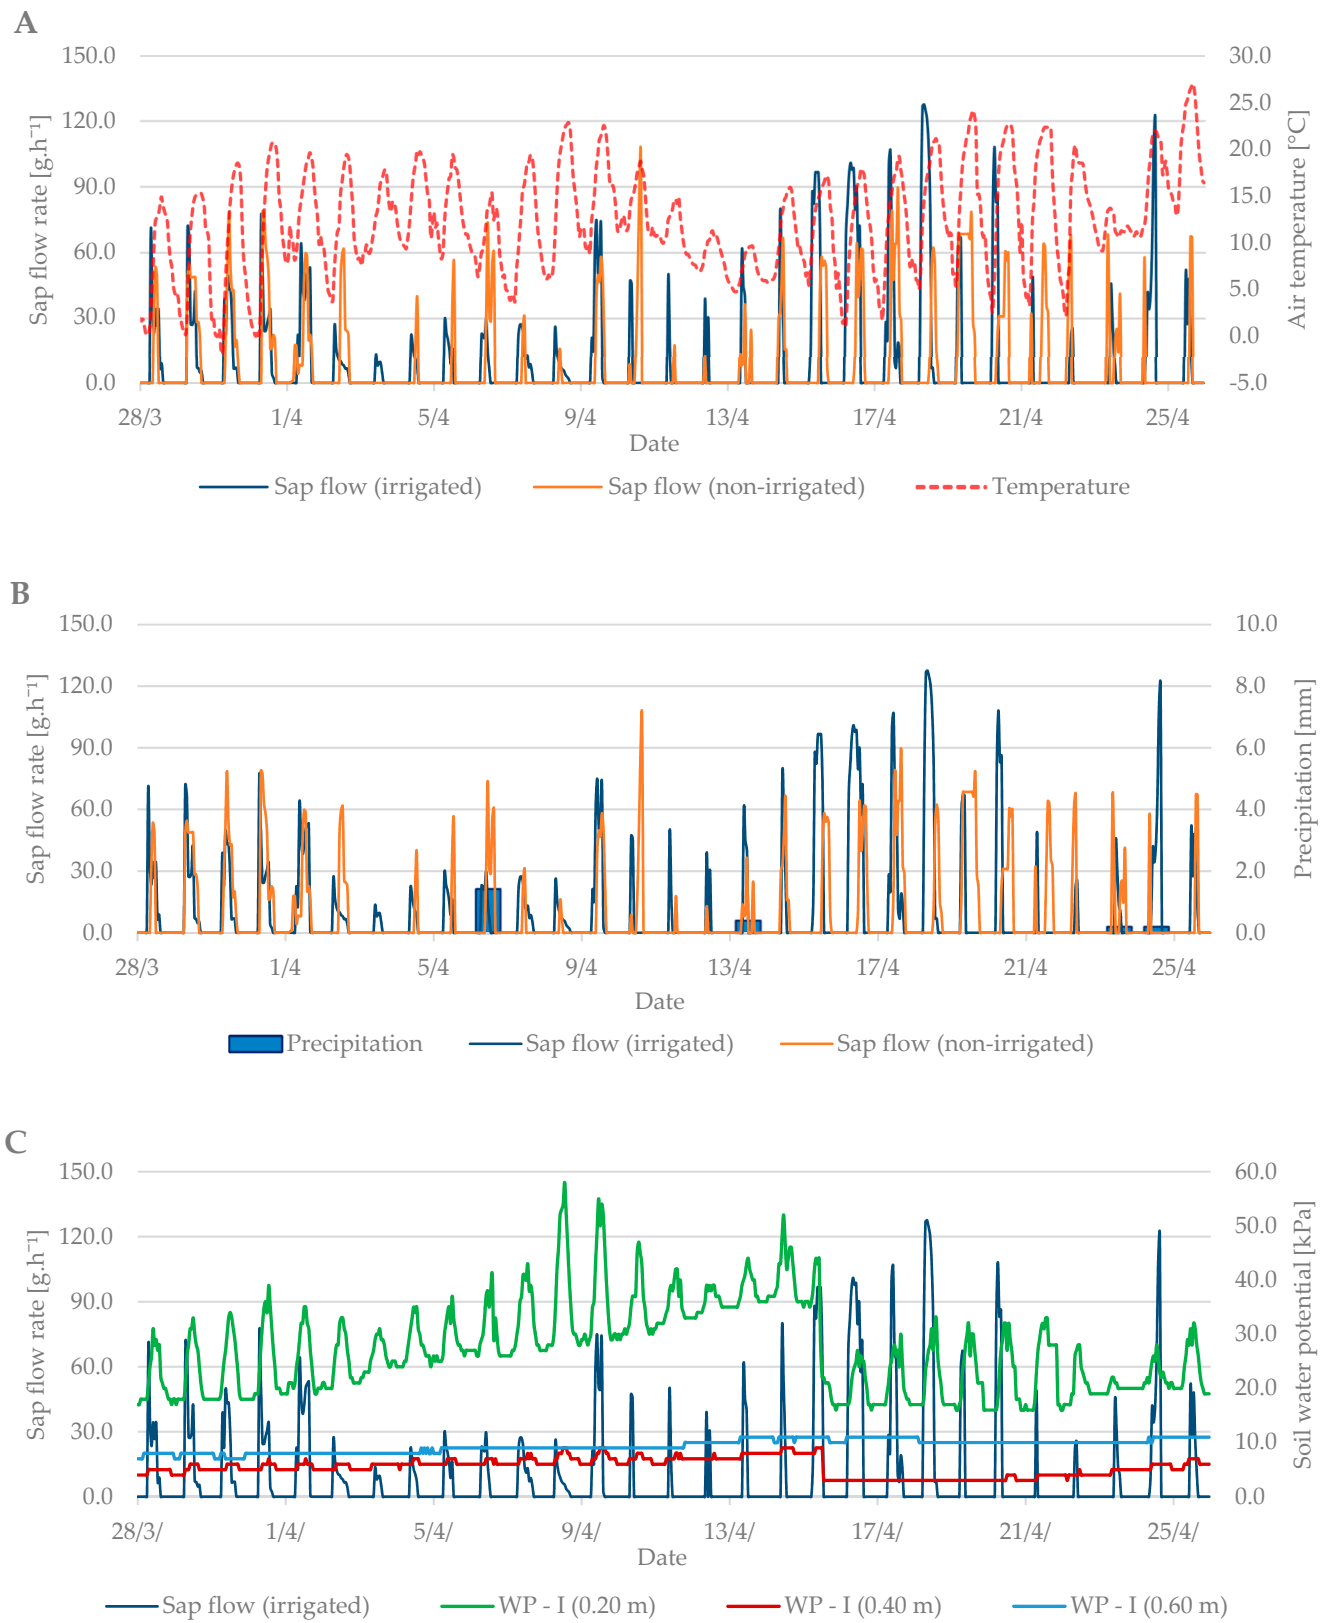 A
150.0
120.0
90.0
60.0
30.0
0.0
Sap flow rate [g.h⁻¹]
30.0
25.0
20.0
15.0
10.0
5.0
0.0
-5.0
Air temperature [°C]
28/3 1/4 5/4 9/4 13/4 17/4 21/4 25/4
Date
Sap flow (irrigated) Sap flow (non-irrigated) Temperature
B
150.0
120.0
90.0
60.0
30.0
0.0
Sap flow rate [g.h⁻¹]
10.0
8.0
6.0
4.0
2.0
0.0
Precipitation [mm]
28/3 1/4 5/4 9/4 13/4 17/4 21/4 25/4
Date
Precipitation Sap flow (irrigated) Sap flow (non-irrigated)
C
150.0
120.0
90.0
60.0
30.0
0.0
Sap flow rate [g.h⁻¹]
60.0
50.0
40.0
30.0
20.0
10.0
0.0
Soil water potential [kPa]
28/3/ 1/4/ 5/4/ 9/4/ 13/4/ 17/4/ 21/4/ 25/4/
Date
Sap flow (irrigated) WP - I (0.20 m) WP - I (0.40 m) WP - I (0.60 m)